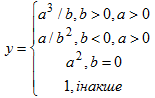 y = { a³ / b, b > 0, a > 0
a / b², b < 0, a > 0
a², b = 0
1, інакше